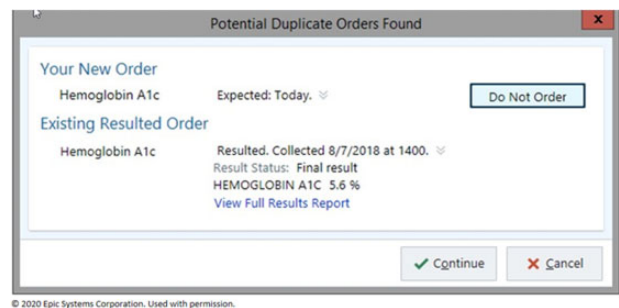 Potential Duplicate Orders Found
x
Your New Order
Hemoglobin A1c Expected: Today.
Do Not Order
Existing Resulted Order
Hemoglobin A1c Resulted. Collected 8/7/2018 at 1400.
Result Status: Final result
HEMOGLOBIN A1C 5.6 %
View Full Results Report
Continue
Cancel
© 2020 Epic Systems Corporation. Used with permission.